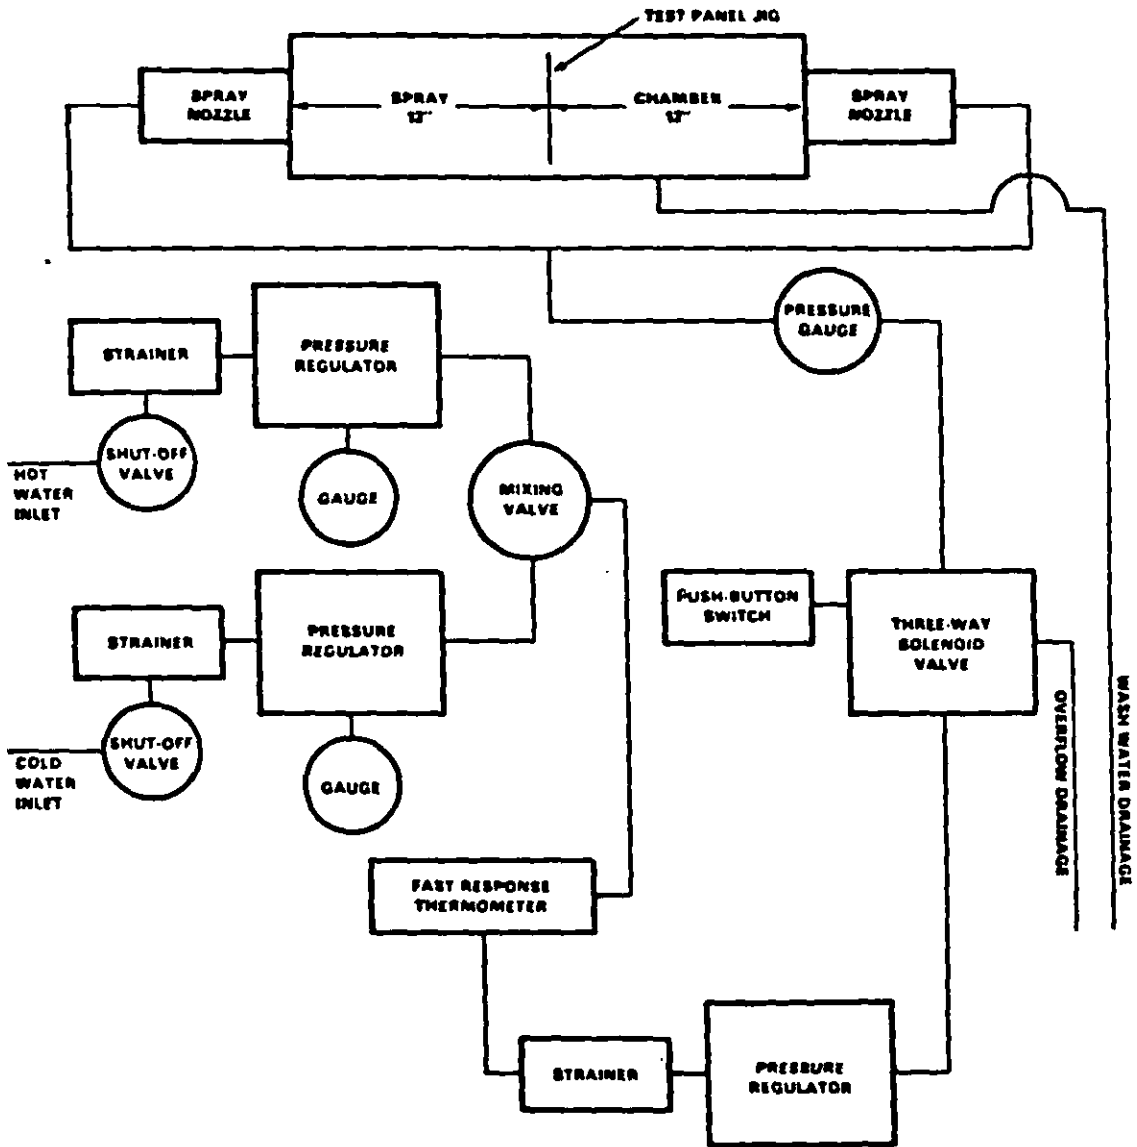 TEST PANEL JIG
SPRAY
NOZZLE
SPRAY
12"
CHAMBER
12"
SPRAY
NOZZLE
PRESSURE
GAUGE
STRAINER
PRESSURE
REGULATOR
SHUT-OFF
VALVE
HOT
WATER
INLET
GAUGE
MIXING
VALVE
STRAINER
PRESSURE
REGULATOR
PUSH-BUTTON
SWITCH
THREE-WAY
SOLENOID
VALVE
SHUT-OFF
VALVE
COLD
WATER
INLET
GAUGE
OVERFLOW DRAINAGE
WASH WATER DRAINAGE
FAST RESPONSE
THERMOMETER
STRAINER
PRESSURE
REGULATOR